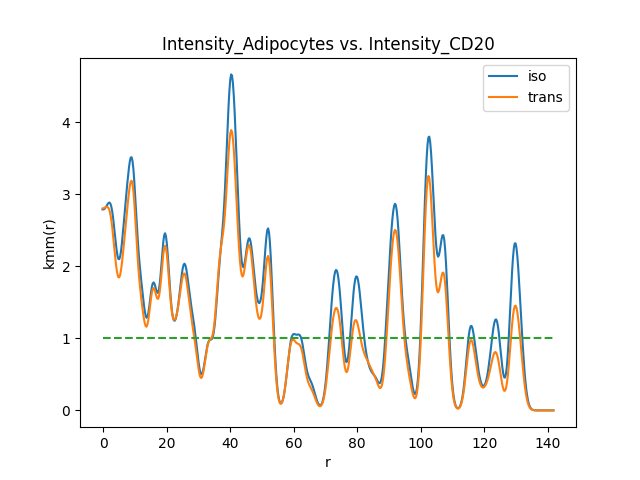 Intensity_Adipocytes vs. Intensity_CD20
iso
trans
kmm(r)
4
3
2
1
0
0 20 40 60 80 100 120 140
r